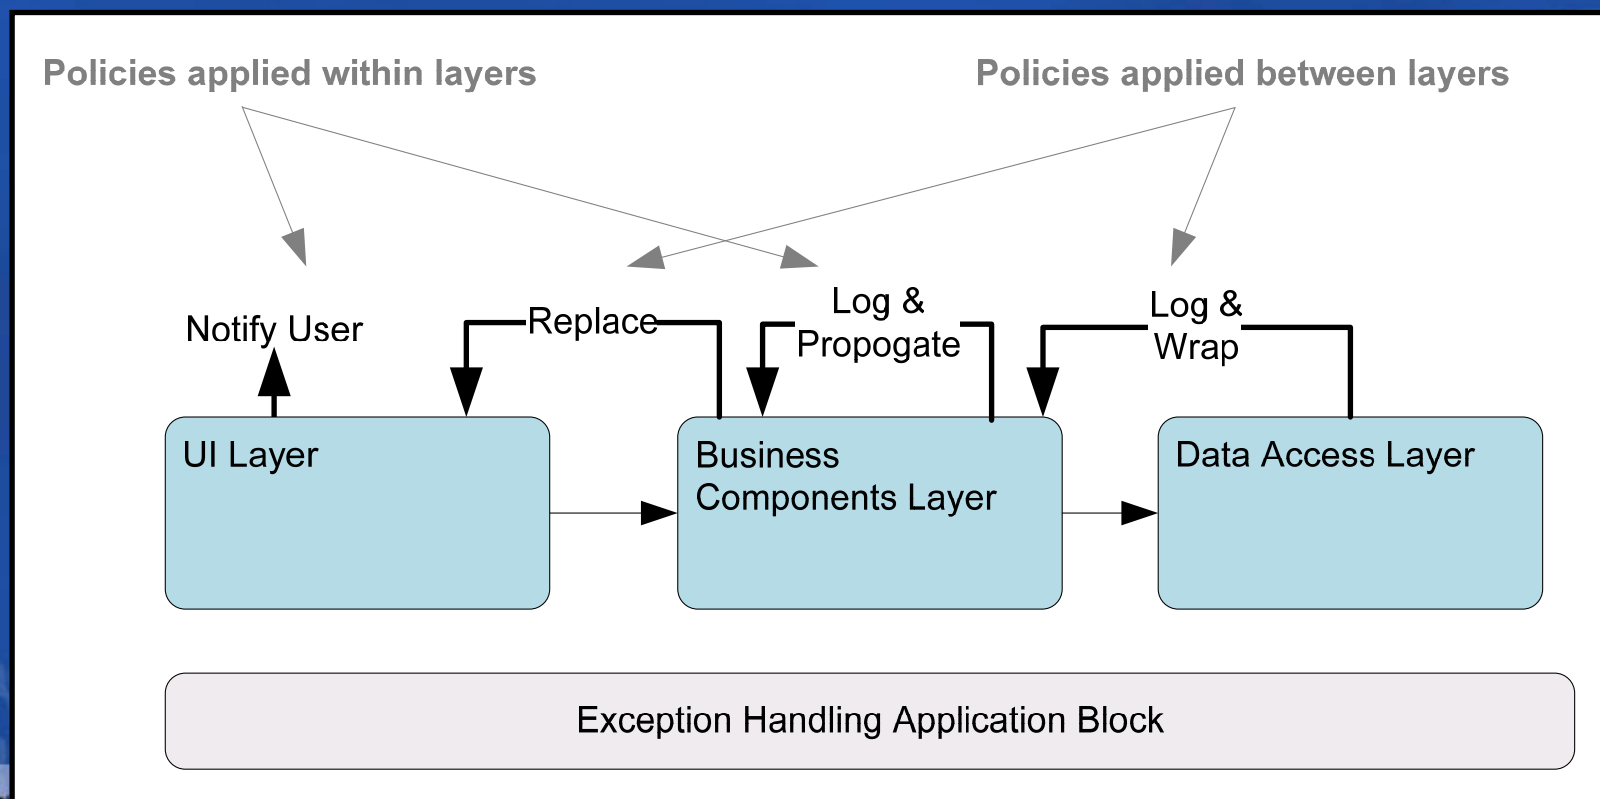 Policies applied within layers
Policies applied between layers
Notify User
Replace
Log &
Propogate
Log &
Wrap
UI Layer
Business
Components Layer
Data Access Layer
Exception Handling Application Block